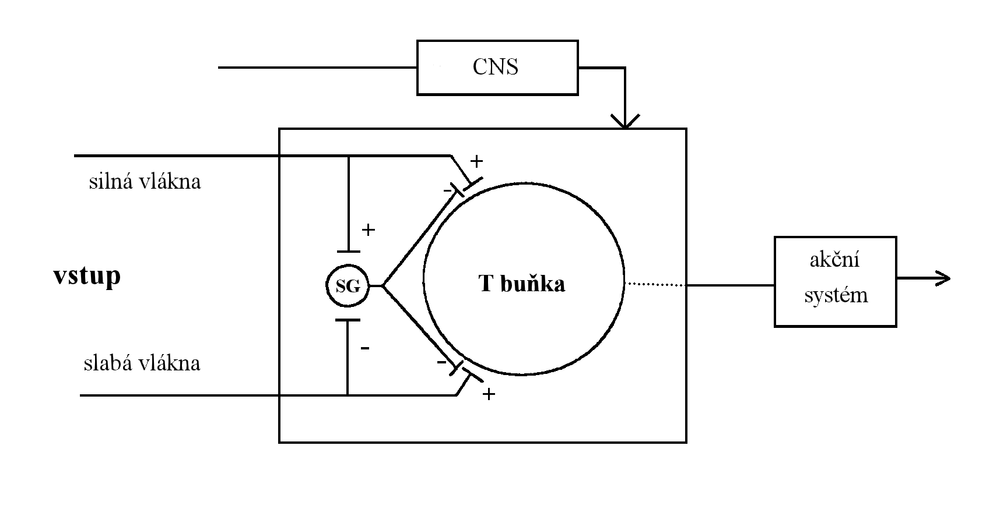 CNS
+
silná vlákna
-
+
vstup
SG
T buňka
akční
systém
-
slabá vlákna
-
+